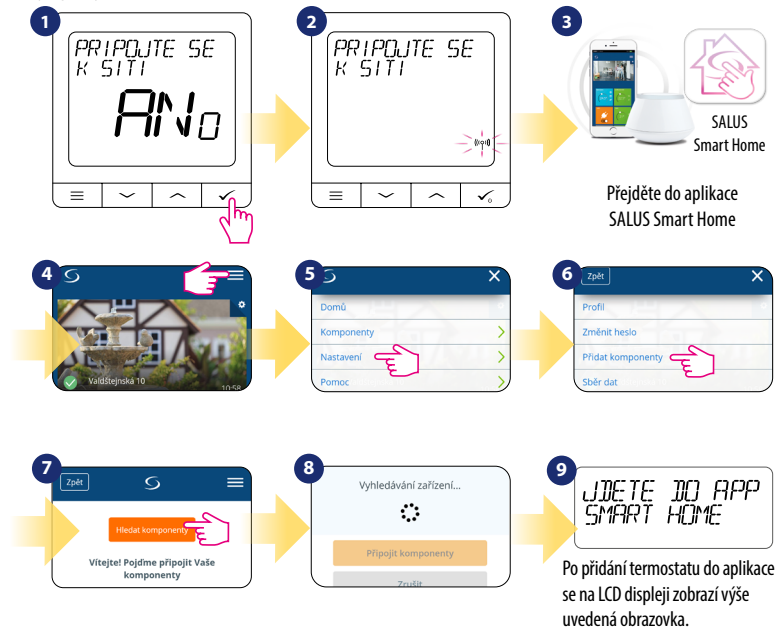 1
PRIPOJTE SE
K SITI
ANO
2
PRIPOJTE SE
K SITI
3
SALUS
Smart Home
Přejděte do aplikace
SALUS Smart Home
4
Valdštejnská 10
10:58
5
Domů
Komponenty
Nastavení
Pomoc
6
Zpět
Profil
Změnit heslo
Přidat komponenty
Sběr dat
7
Zpět
Hledat komponenty
Vítejte! Pojďme připojit Vaše
komponenty
8
Vyhledávání zařízení...
Připojit komponenty
Zrušit
9
JDETE DO APP
SMART HOME
Po přidání termostatu do aplikace
se na LCD displeji zobrazí výše
uvedená obrazovka.